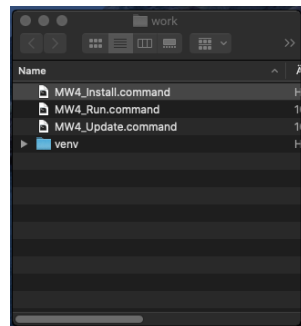 work
Name
MW4_Install.command
MW4_Run.command
MW4_Update.command
venv